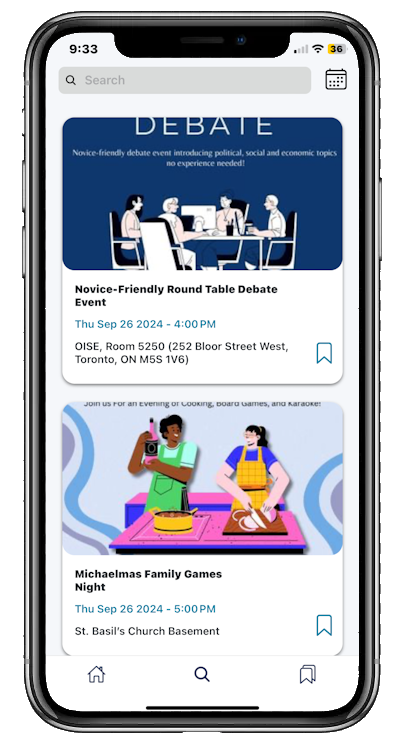 9:33
36
Search
DEBATE
Novice-friendly debate event introducing political, social and economic topics
no experience needed!
Novice-Friendly Round Table Debate
Event
Thu Sep 26 2024 - 4:00 PM
OISE, Room 5250 (252 Bloor Street West,
Toronto, ON M5S 1V6)
Join us For an Evening of Cooking, Board Games, and Karaoke!
Michaelmas Family Games
Night
Thu Sep 26 2024 - 5:00 PM
St. Basil's Church Basement